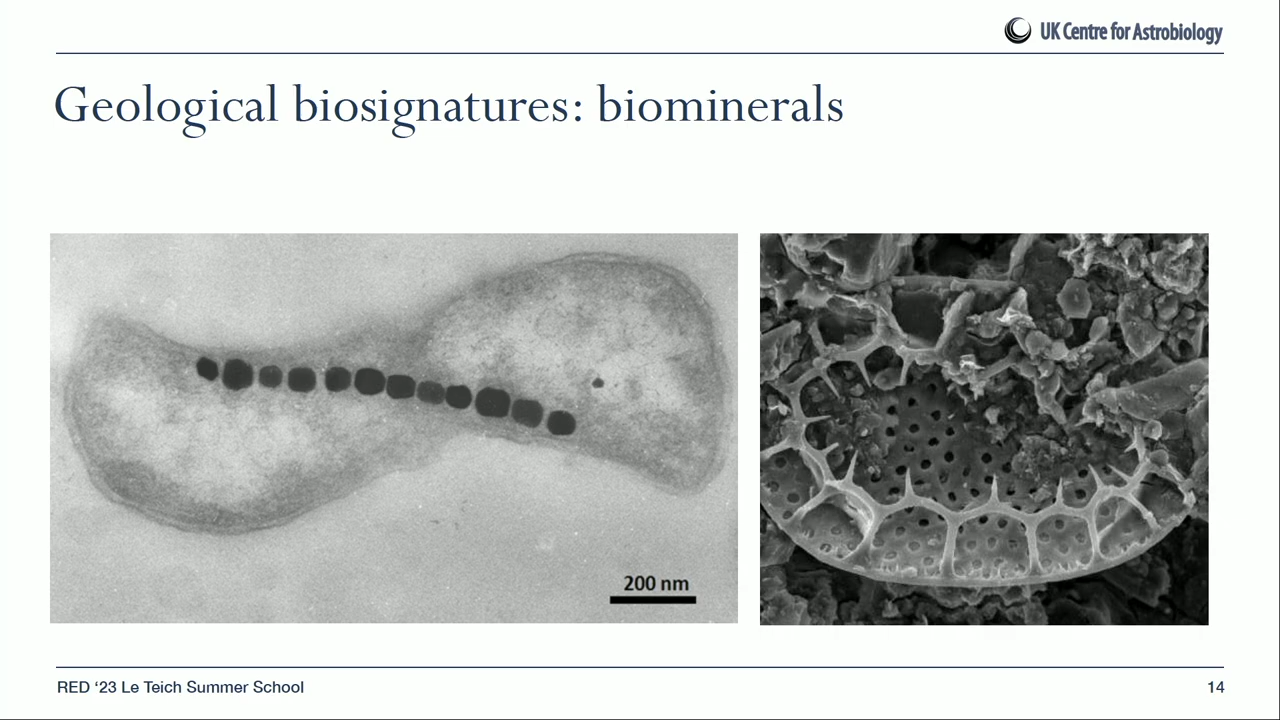 UK Centre for Astrobiology
Geological biosignatures: biominerals
200 nm
RED ‘23 Le Teich Summer School
14